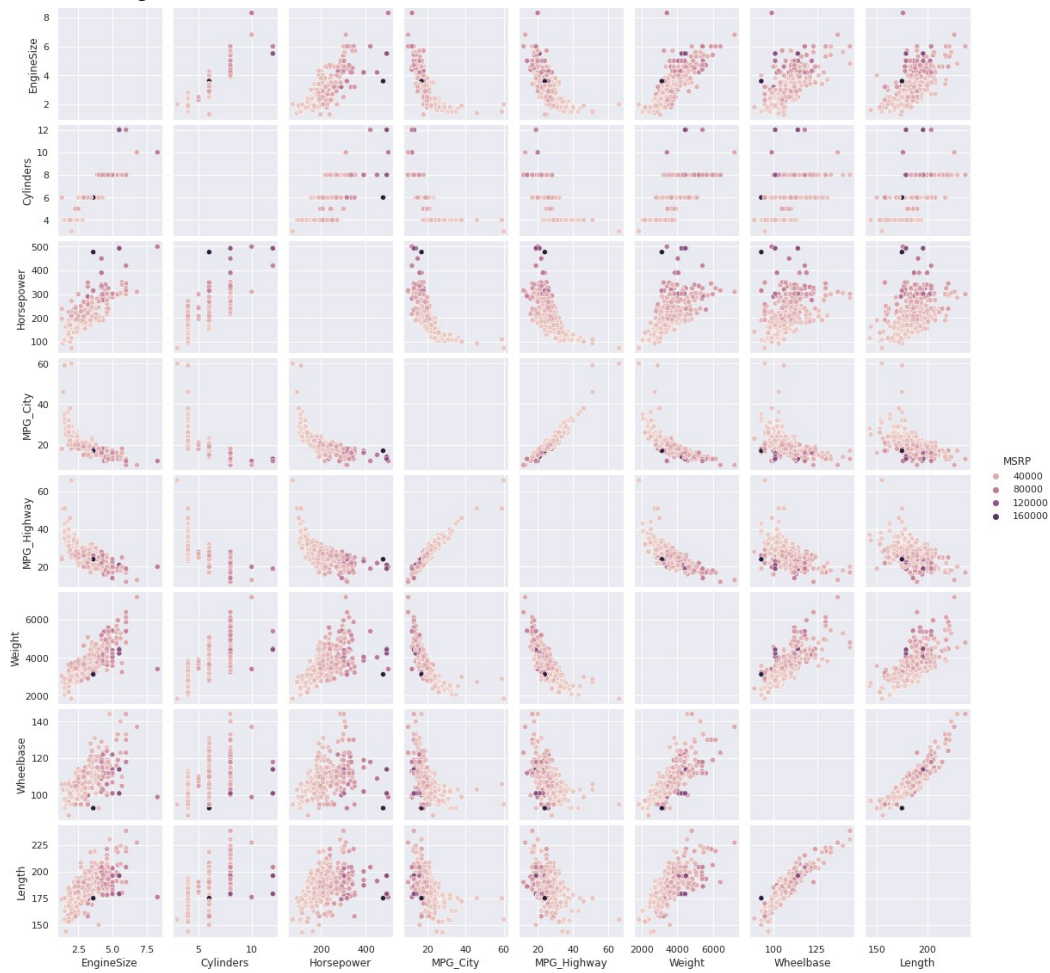 8
6
4
2
EngineSize
12
10
8
6
4
Cylinders
500
400
300
200
100
Horsepower
60
40
20
MPG_City
60
40
20
MPG_Highway
MSRP
40000
80000
120000
160000
6000
4000
2000
Weight
140
120
100
Wheelbase
225
200
175
150
Length
2.5 5.0 7.5
EngineSize
5 10
Cylinders
200 400
Horsepower
20 40 60
MPG_City
20 40 60
MPG_Highway
2000 4000 6000
Weight
100 125
Wheelbase
150 200
Length